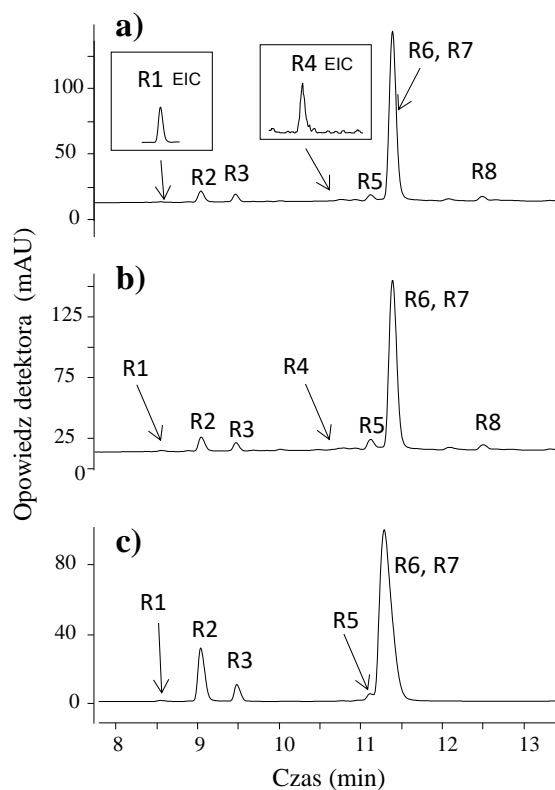 a)
R1 EIC
R4 EIC
R6, R7
R2
R3
R5
R8
100
50
0
b)
R6, R7
R1
R4
R2
R3
R5
R8
125
75
25
0
c)
R6, R7
R1
R2
R3
R5
80
40
0
Opowiedz detektora (mAU)
8 9 10 11 12 13
Czas (min)